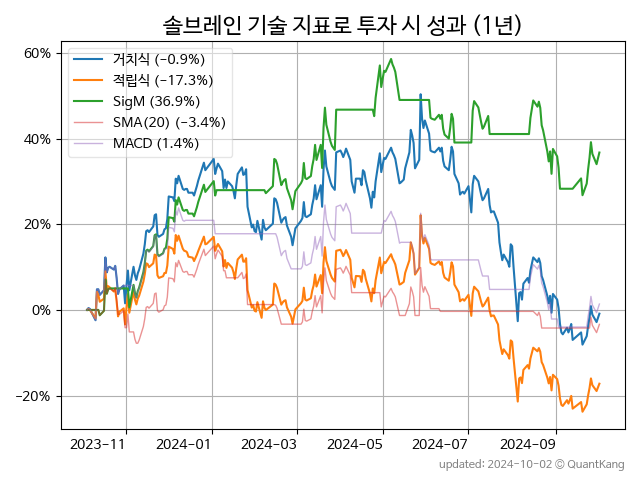 솔브레인 기술 지표로 투자 시 성과 (1년)
거치식 (−0.9%)
적립식 (−17.3%)
SigM (36.9%)
SMA(20) (−3.4%)
MACD (1.4%)
60%
40%
20%
0%
−20%
2023-11 2024-01 2024-03 2024-05 2024-07 2024-09
updated: 2024-10-02 © QuantKang